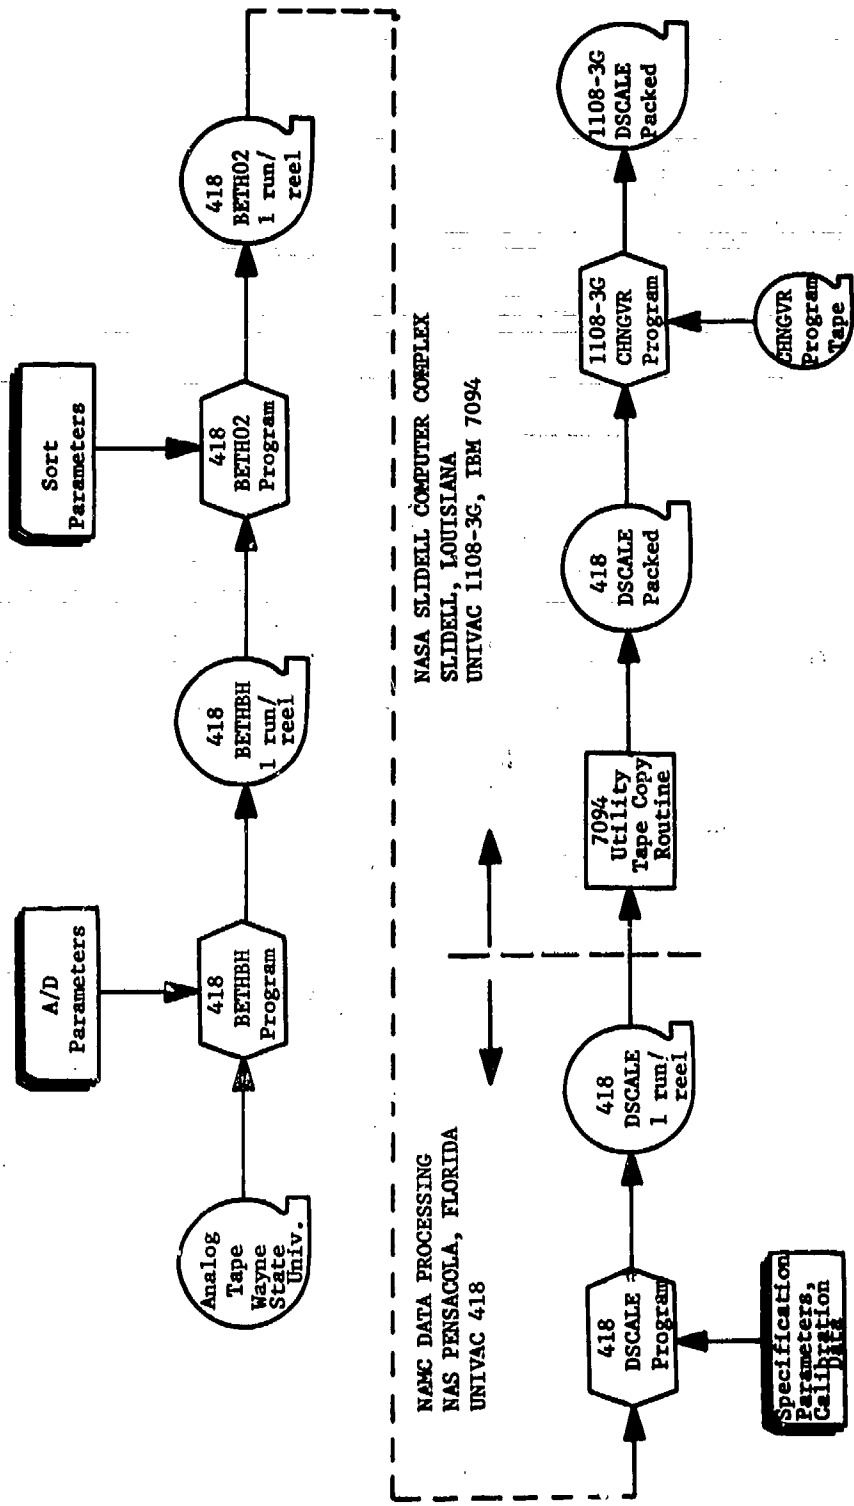 A/D
Parameters
Sort
Parameters
Analog
Tape
Wayne
State
Univ.
418
BETHBH
Program
418
BETHBH
1 run/
reel
418
BETH02
Program
418
BETH02
1 run/
reel
NAMC DATA PROCESSING
NAS PENSACOLA, FLORIDA
UNIVAC 418
NASA SLIDELL COMPUTER COMPLEX
SLIDELL, LOUISIANA
UNIVAC 1108-3G, IBM 7094
418
DSCALE
Program
418
DSCALE
1 run/
reel
7094
Utility
Tape Copy
Routine
418
DSCALE
Packed
1108-3G
CHNGVR
Program
1108-3G
DSCALE
Packed
Specification
Parameters,
Calibration
Data
CHNGVR
Program
Tape